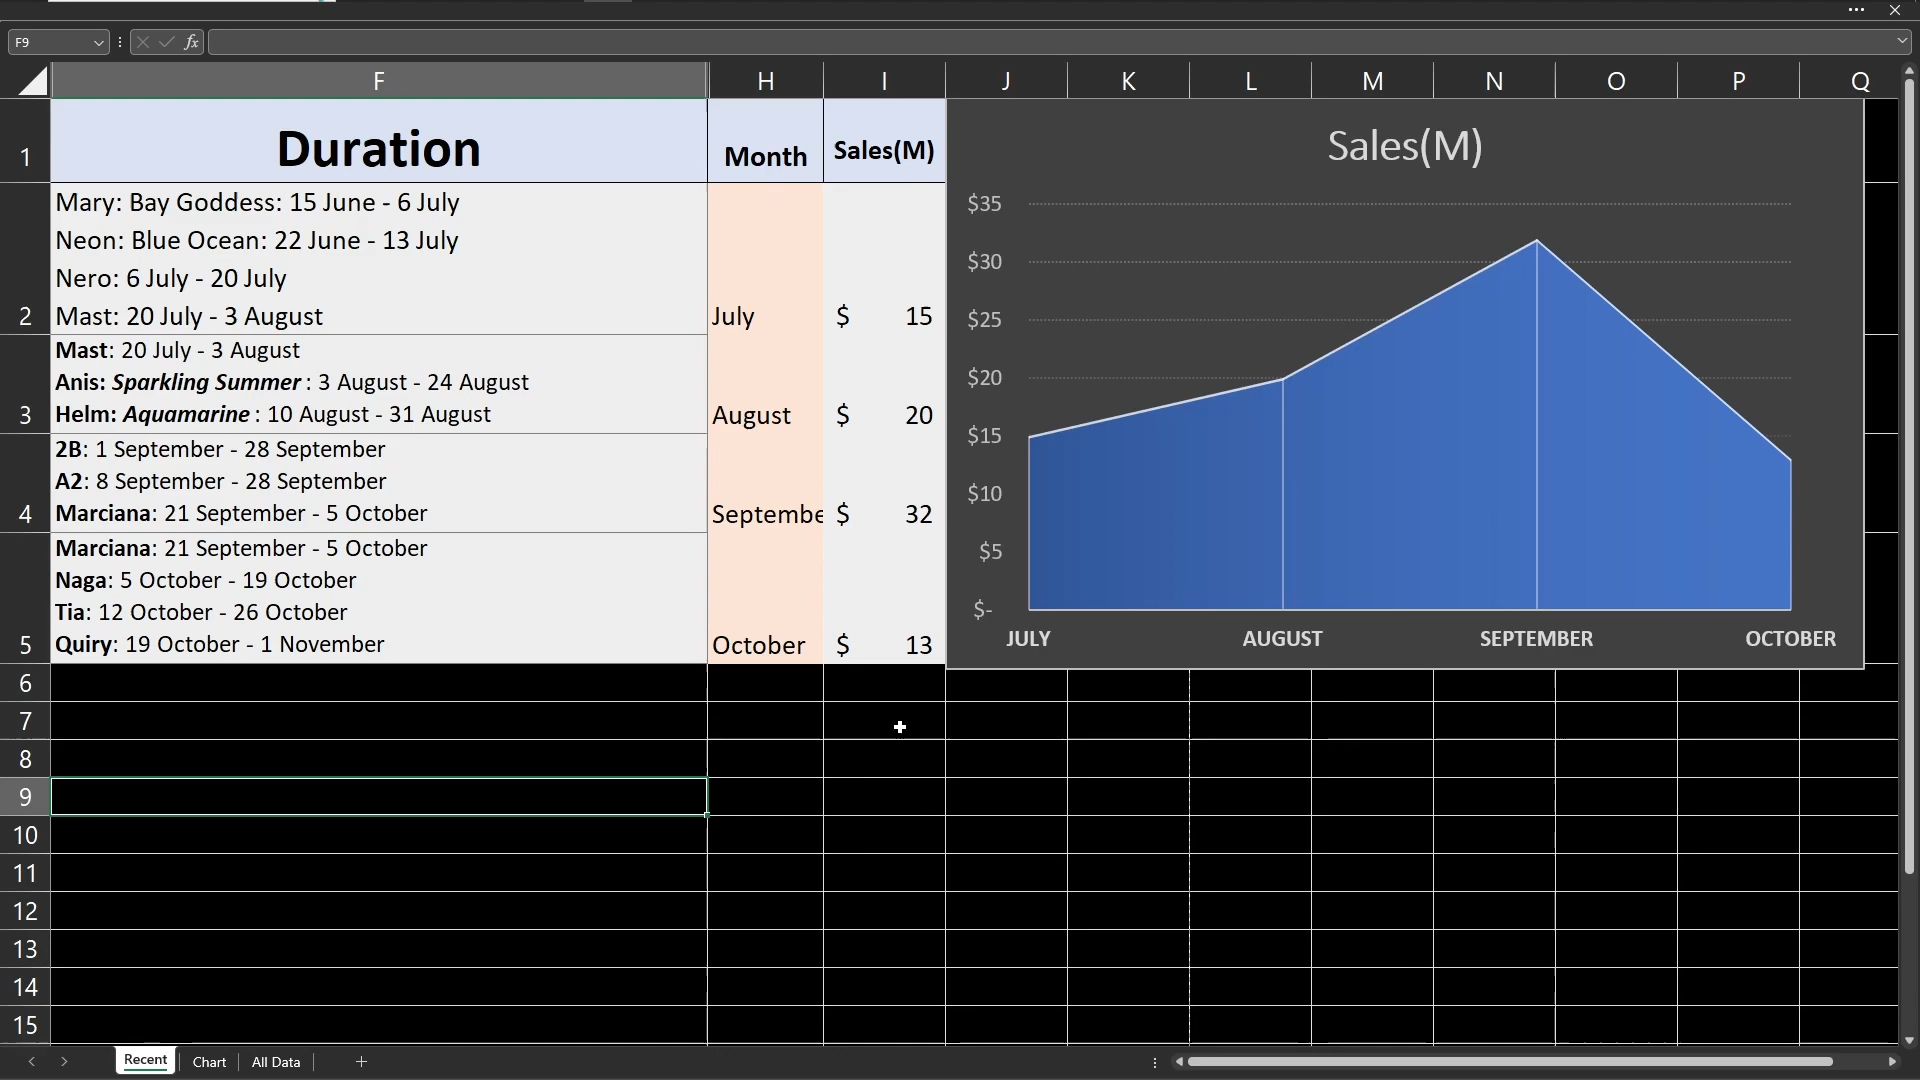 F9
fx
F H I J K L M N O P Q
1 Duration Month Sales(M)
Mary: Bay Goddess: 15 June - 6 July
Neon: Blue Ocean: 22 June - 13 July
Nero: 6 July - 20 July
2 Mast: 20 July - 3 August July $ 15
Mast: 20 July - 3 August
Anis: Sparkling Summer : 3 August - 24 August
3 Helm: Aquamarine : 10 August - 31 August August $ 20
2B: 1 September - 28 September
A2: 8 September - 28 September
4 Marciana: 21 September - 5 October Septembe $ 32
Marciana: 21 September - 5 October
Naga: 5 October - 19 October
Tia: 12 October - 26 October
5 Quiry: 19 October - 1 November October $ 13
Sales(M)
$35
$30
$25
$20
$15
$10
$5
$-
JULY AUGUST SEPTEMBER OCTOBER
6
7
8
9
10
11
12
13
14
15
Recent Chart All Data +